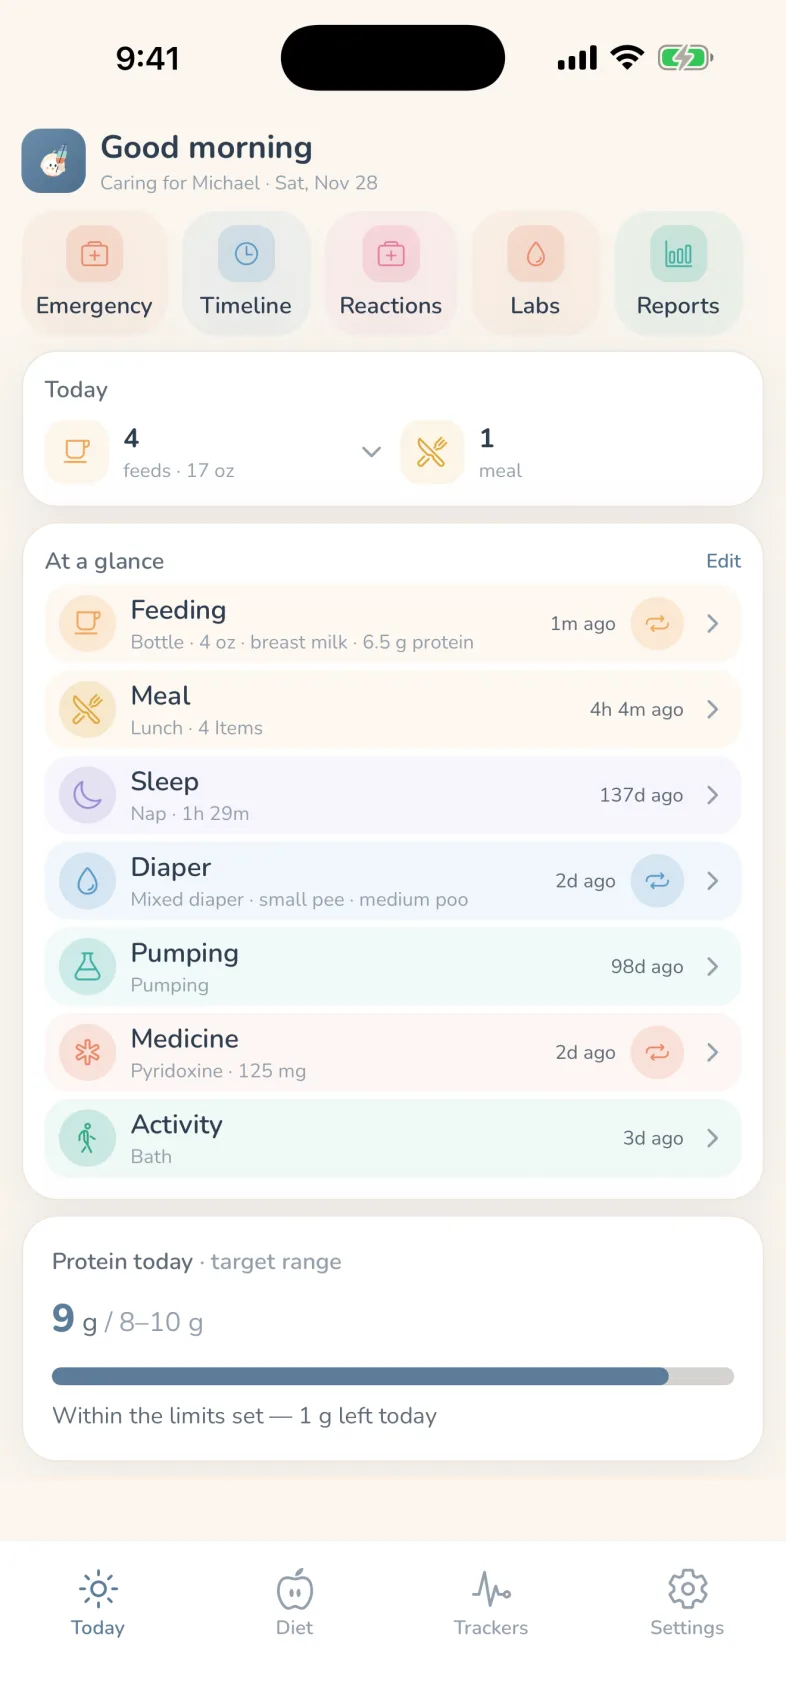 9:41
Good morning
Caring for Michael · Sat, Nov 28
Emergency
Timeline
Reactions
Labs
Reports
Today
4
feeds · 17 oz
1
meal
At a glance
Edit
Feeding
Bottle · 4 oz · breast milk · 6.5 g protein
1m ago
Meal
Lunch · 4 Items
4h 4m ago
Sleep
Nap · 1h 29m
137d ago
Diaper
Mixed diaper · small pee · medium poo
2d ago
Pumping
Pumping
98d ago
Medicine
Pyridoxine · 125 mg
2d ago
Activity
Bath
3d ago
Protein today · target range
9 g / 8–10 g
Within the limits set — 1 g left today
Today
Diet
Trackers
Settings